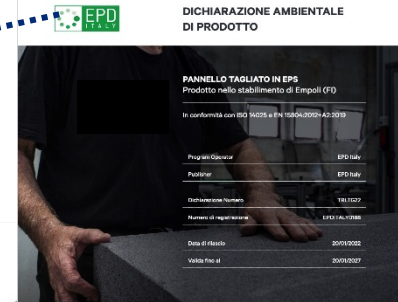 EPD
ITALY
DICHIARAZIONE AMBIENTALE
DI PRODOTTO
PANNELLO TAGLIATO IN EPS
Prodotto nello stabilimento di Empoli (FI)
In conformità con ISO 14025 e EN 15804:2012+A2:2019
Program Operator EPD Italy
Publisher EPD Italy
Dichiarazione Numero
Numero di registrazione EPDITALY0188
Data di rilascio 20/01/2022
Valida fino al 20/01/2027